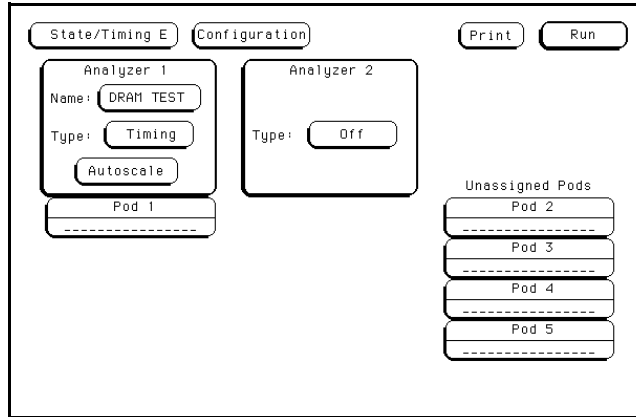 State/Timing E Configuration Print Run
Analyzer 1
Name: DRAM TEST
Type: Timing
Autoscale
Pod 1
----------------
Analyzer 2
Type: Off
Unassigned Pods
Pod 2
----------------
Pod 3
----------------
Pod 4
----------------
Pod 5
----------------